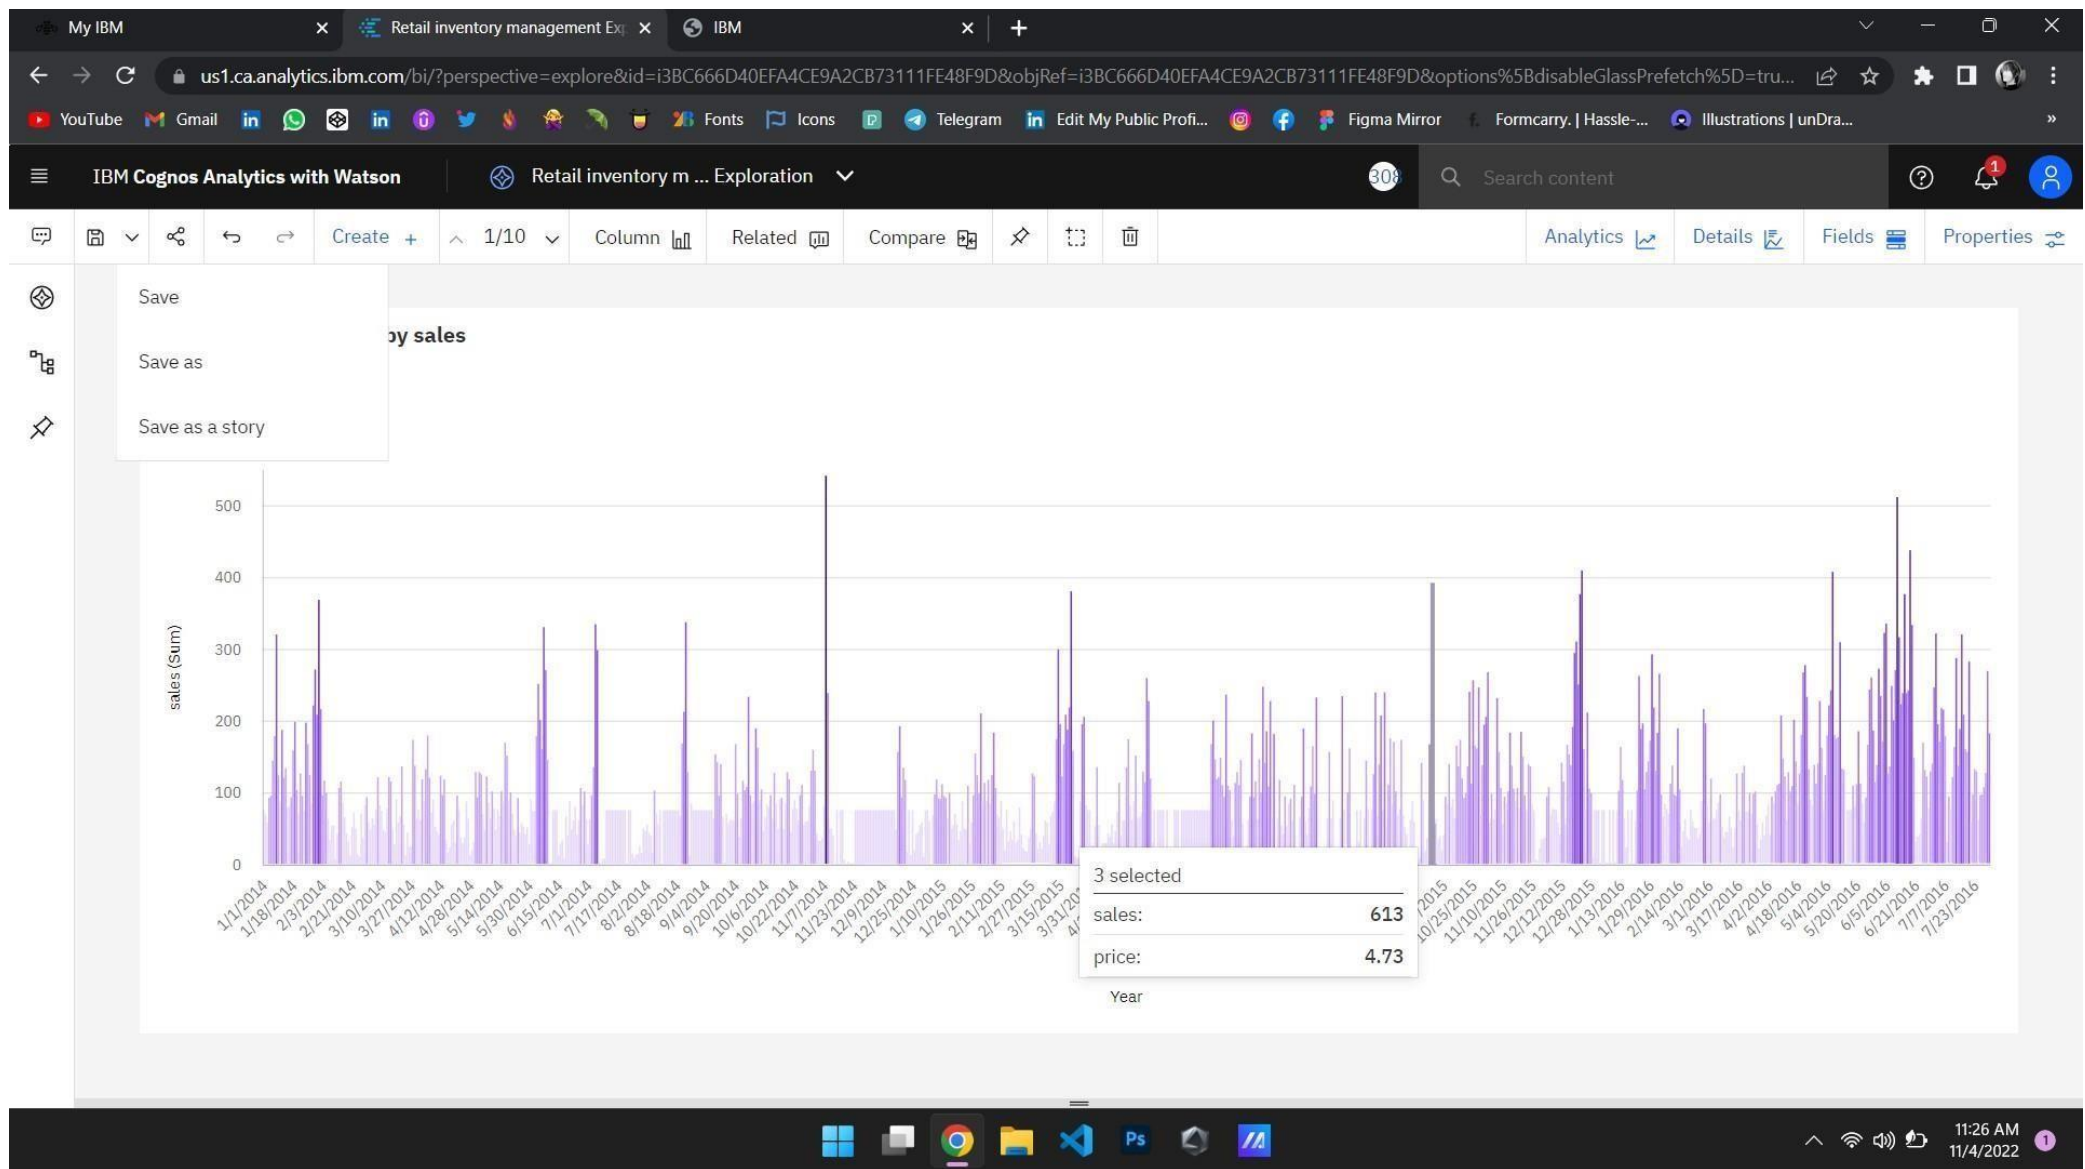 My IBM
Retail inventory management Exp
IBM
us1.ca.analytics.ibm.com/bi/?perspective=explore&id=i3BC666D40EFA4CE9A2CB73111FE48F9D&objRef=i3BC666D40EFA4CE9A2CB73111FE48F9D&options%5BdisableGlassPrefetch%5D=tru...
YouTube Gmail Fonts Icons Telegram Edit My Public Profi... Figma Mirror Formcarry. | Hassle-... Illustrations | unDra... »
IBM Cognos Analytics with Watson
Retail inventory m ... Exploration
308
Search content
1
Create + 1/10 Column Related Compare
Analytics Details Fields Properties
Save
Save as
Save as a story
by sales
sales (Sum)
500
400
300
200
100
0
1/1/2014 1/18/2014 2/3/2014 2/21/2014 3/10/2014 3/27/2014 4/12/2014 4/28/2014 5/14/2014 5/30/2014 6/15/2014 7/1/2014 7/17/2014 8/2/2014 8/18/2014 9/4/2014 9/20/2014 10/6/2014 10/22/2014 11/7/2014 11/23/2014 12/9/2014 12/25/2014 1/10/2015 1/26/2015 2/11/2015 2/27/2015 3/15/2015 3/31/20 10/25/2015 11/10/2015 11/26/2015 12/12/2015 12/28/2015 1/13/2016 1/29/2016 2/14/2016 3/1/2016 3/17/2016 4/2/2016 4/18/2016 5/4/2016 5/20/2016 6/5/2016 6/21/2016 7/7/2016 7/23/2016
3 selected
sales: 613
price: 4.73
Year
Ps
11:26 AM
11/4/2022
1